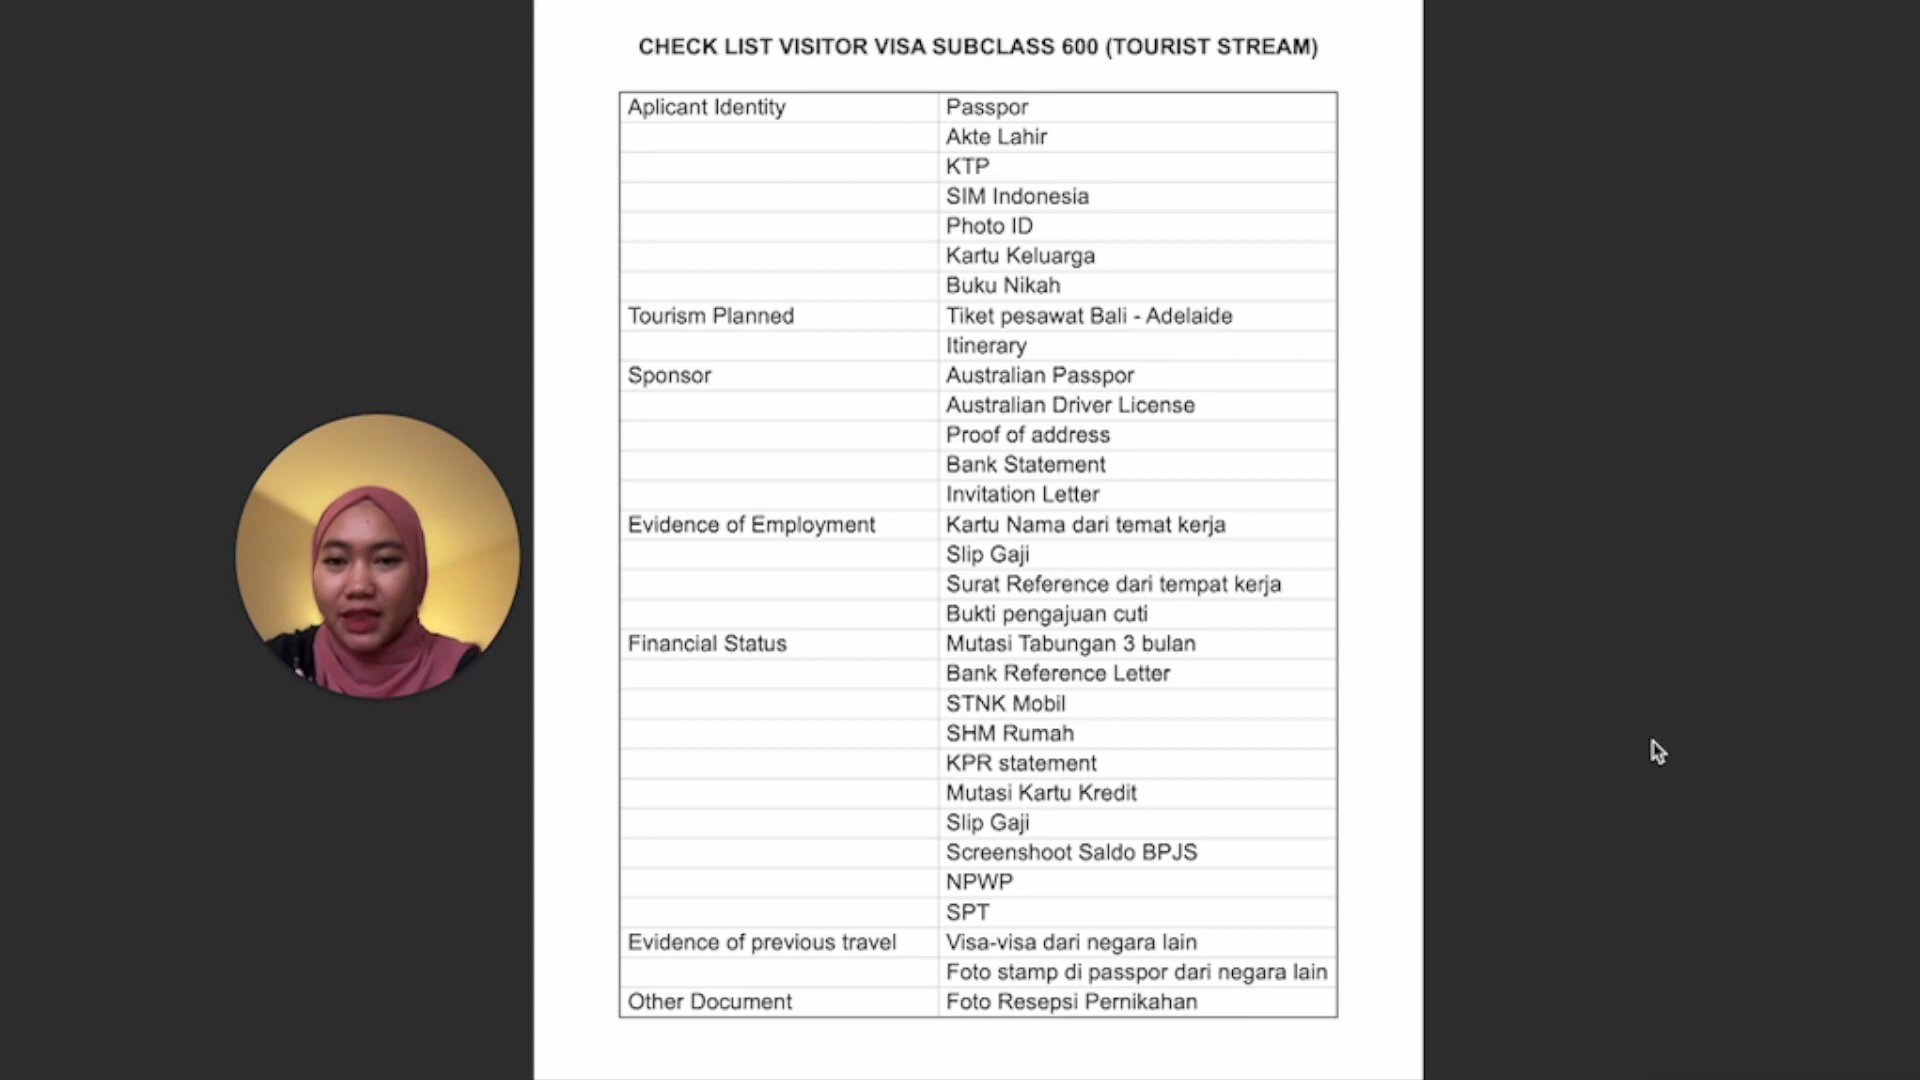 CHECK LIST VISITOR VISA SUBCLASS 600 (TOURIST STREAM)
Aplicant Identity Passpor
Akte Lahir
KTP
SIM Indonesia
Photo ID
Kartu Keluarga
Buku Nikah
Tourism Planned Tiket pesawat Bali - Adelaide
Itinerary
Sponsor Australian Passpor
Australian Driver License
Proof of address
Bank Statement
Invitation Letter
Evidence of Employment Kartu Nama dari temat kerja
Slip Gaji
Surat Reference dari tempat kerja
Bukti pengajuan cuti
Financial Status Mutasi Tabungan 3 bulan
Bank Reference Letter
STNK Mobil
SHM Rumah
KPR statement
Mutasi Kartu Kredit
Slip Gaji
Screenshoot Saldo BPJS
NPWP
SPT
Evidence of previous travel Visa-visa dari negara lain
Foto stamp di passpor dari negara lain
Other Document Foto Resepsi Pernikahan